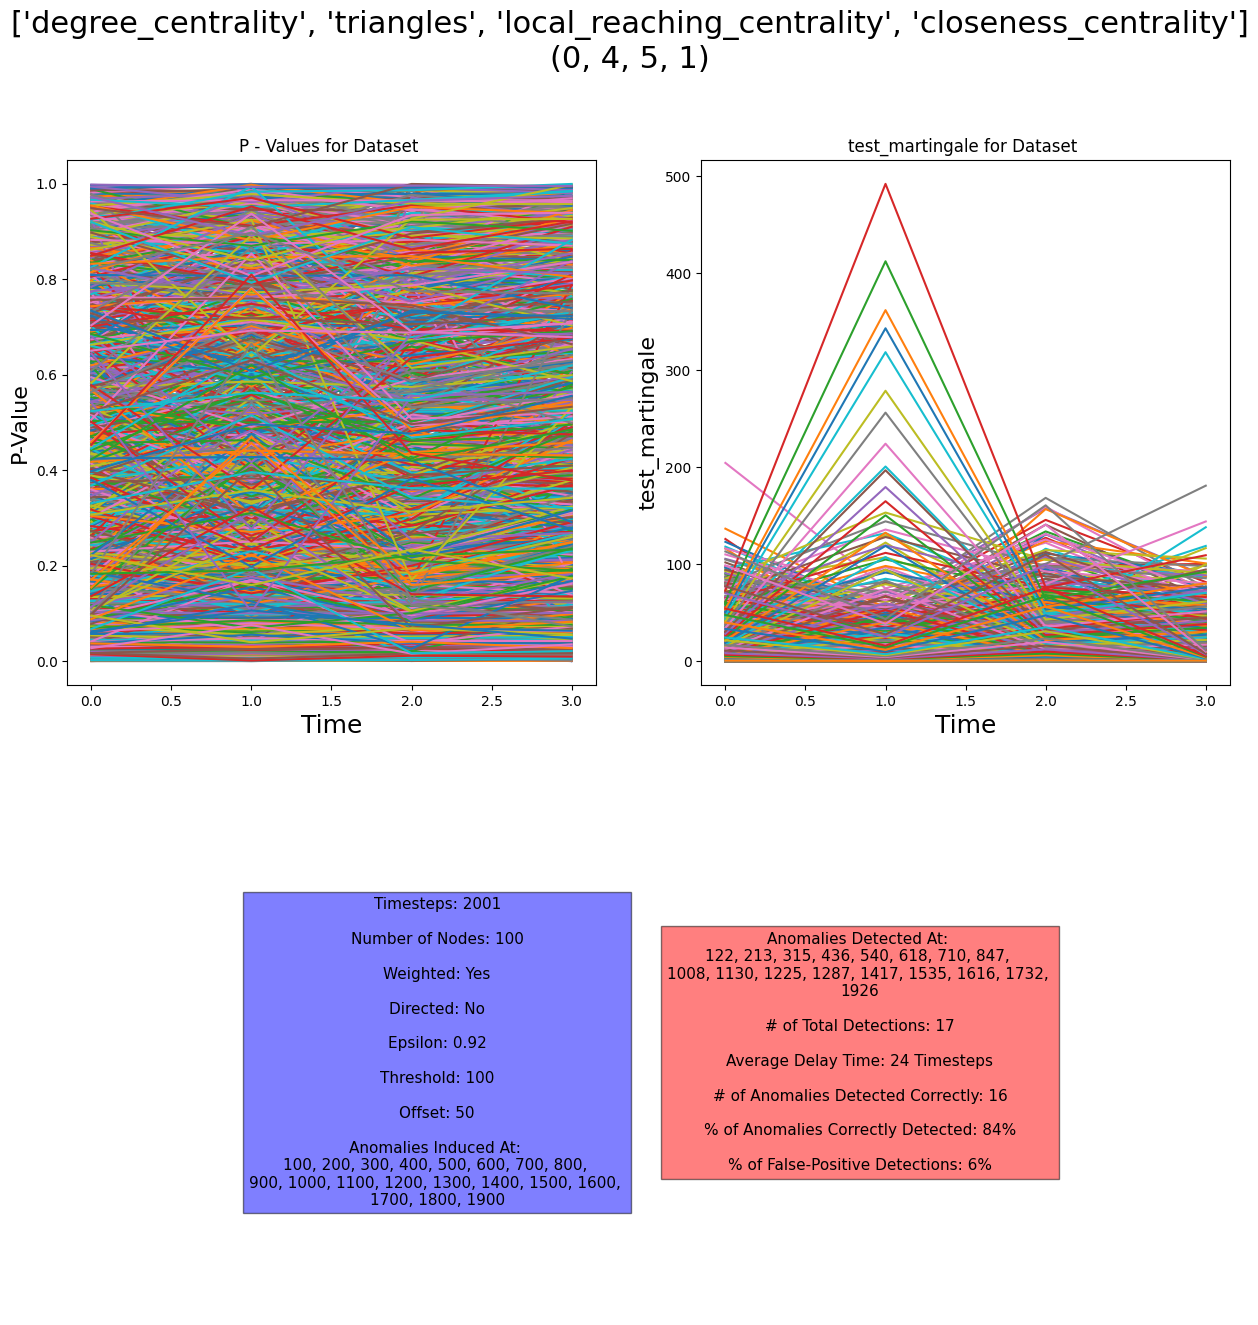 ['degree_centrality', 'triangles', 'local_reaching_centrality', 'closeness_centrality']
(0, 4, 5, 1)
P - Values for Dataset
1.0
0.8
0.6
0.4
0.2
0.0
P-Value
0.0 0.5 1.0 1.5 2.0 2.5 3.0
Time
test_martingale for Dataset
500
400
300
200
100
0
test_martingale
0.0 0.5 1.0 1.5 2.0 2.5 3.0
Time
Timesteps: 2001
Number of Nodes: 100
Weighted: Yes
Directed: No
Epsilon: 0.92
Threshold: 100
Offset: 50
Anomalies Induced At:
100, 200, 300, 400, 500, 600, 700, 800,
900, 1000, 1100, 1200, 1300, 1400, 1500, 1600,
1700, 1800, 1900
Anomalies Detected At:
122, 213, 315, 436, 540, 618, 710, 847,
1008, 1130, 1225, 1287, 1417, 1535, 1616, 1732,
1926
# of Total Detections: 17
Average Delay Time: 24 Timesteps
# of Anomalies Detected Correctly: 16
% of Anomalies Correctly Detected: 84%
% of False-Positive Detections: 6%